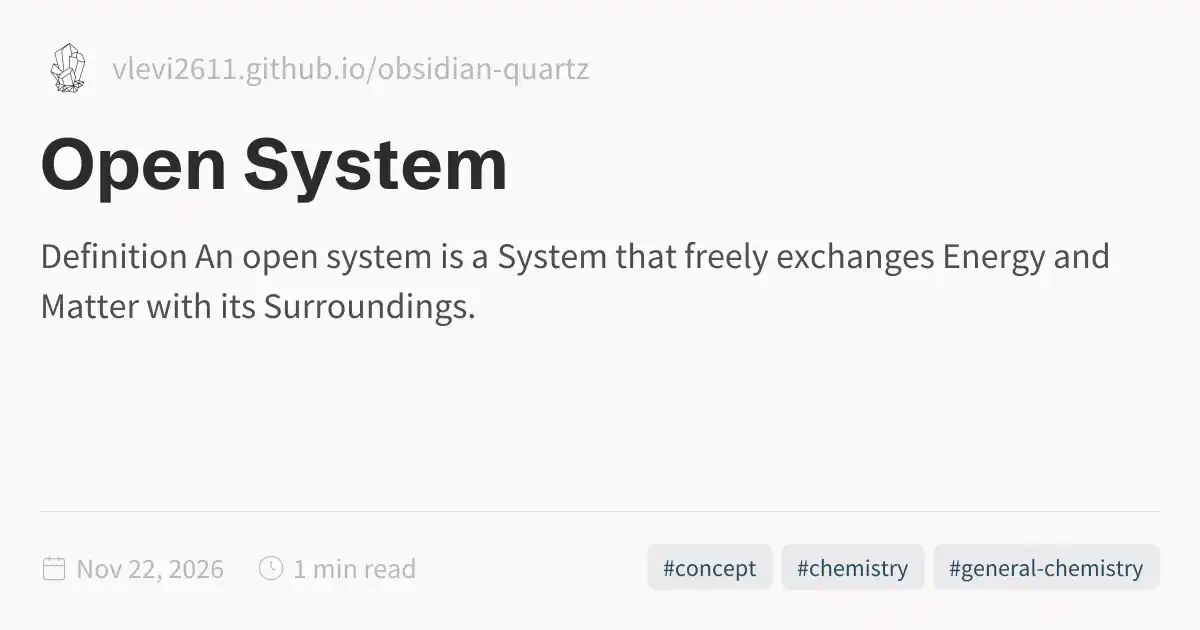 vlevi2611.github.io/obsidian-quartz
Open System
Definition An open system is a System that freely exchanges Energy and
Matter with its Surroundings.
Nov 22, 2026 1 min read #concept #chemistry #general-chemistry